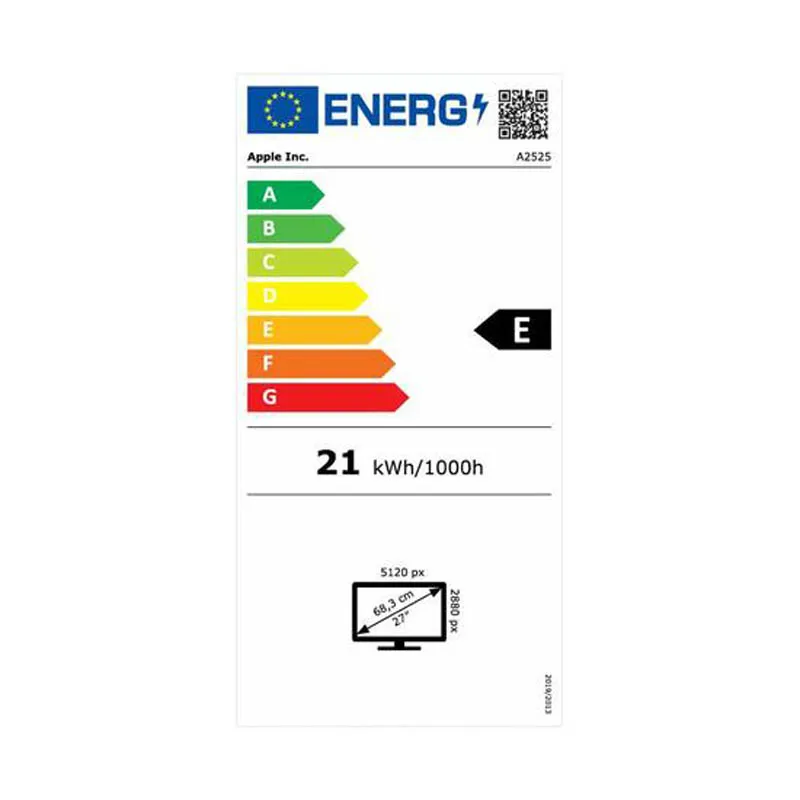 ENERG
Apple Inc. A2525
A
B
C
D
E
E
F
G
21 kWh/1000h
5120 px
2880 px
68,3 cm
27"
2019/2013